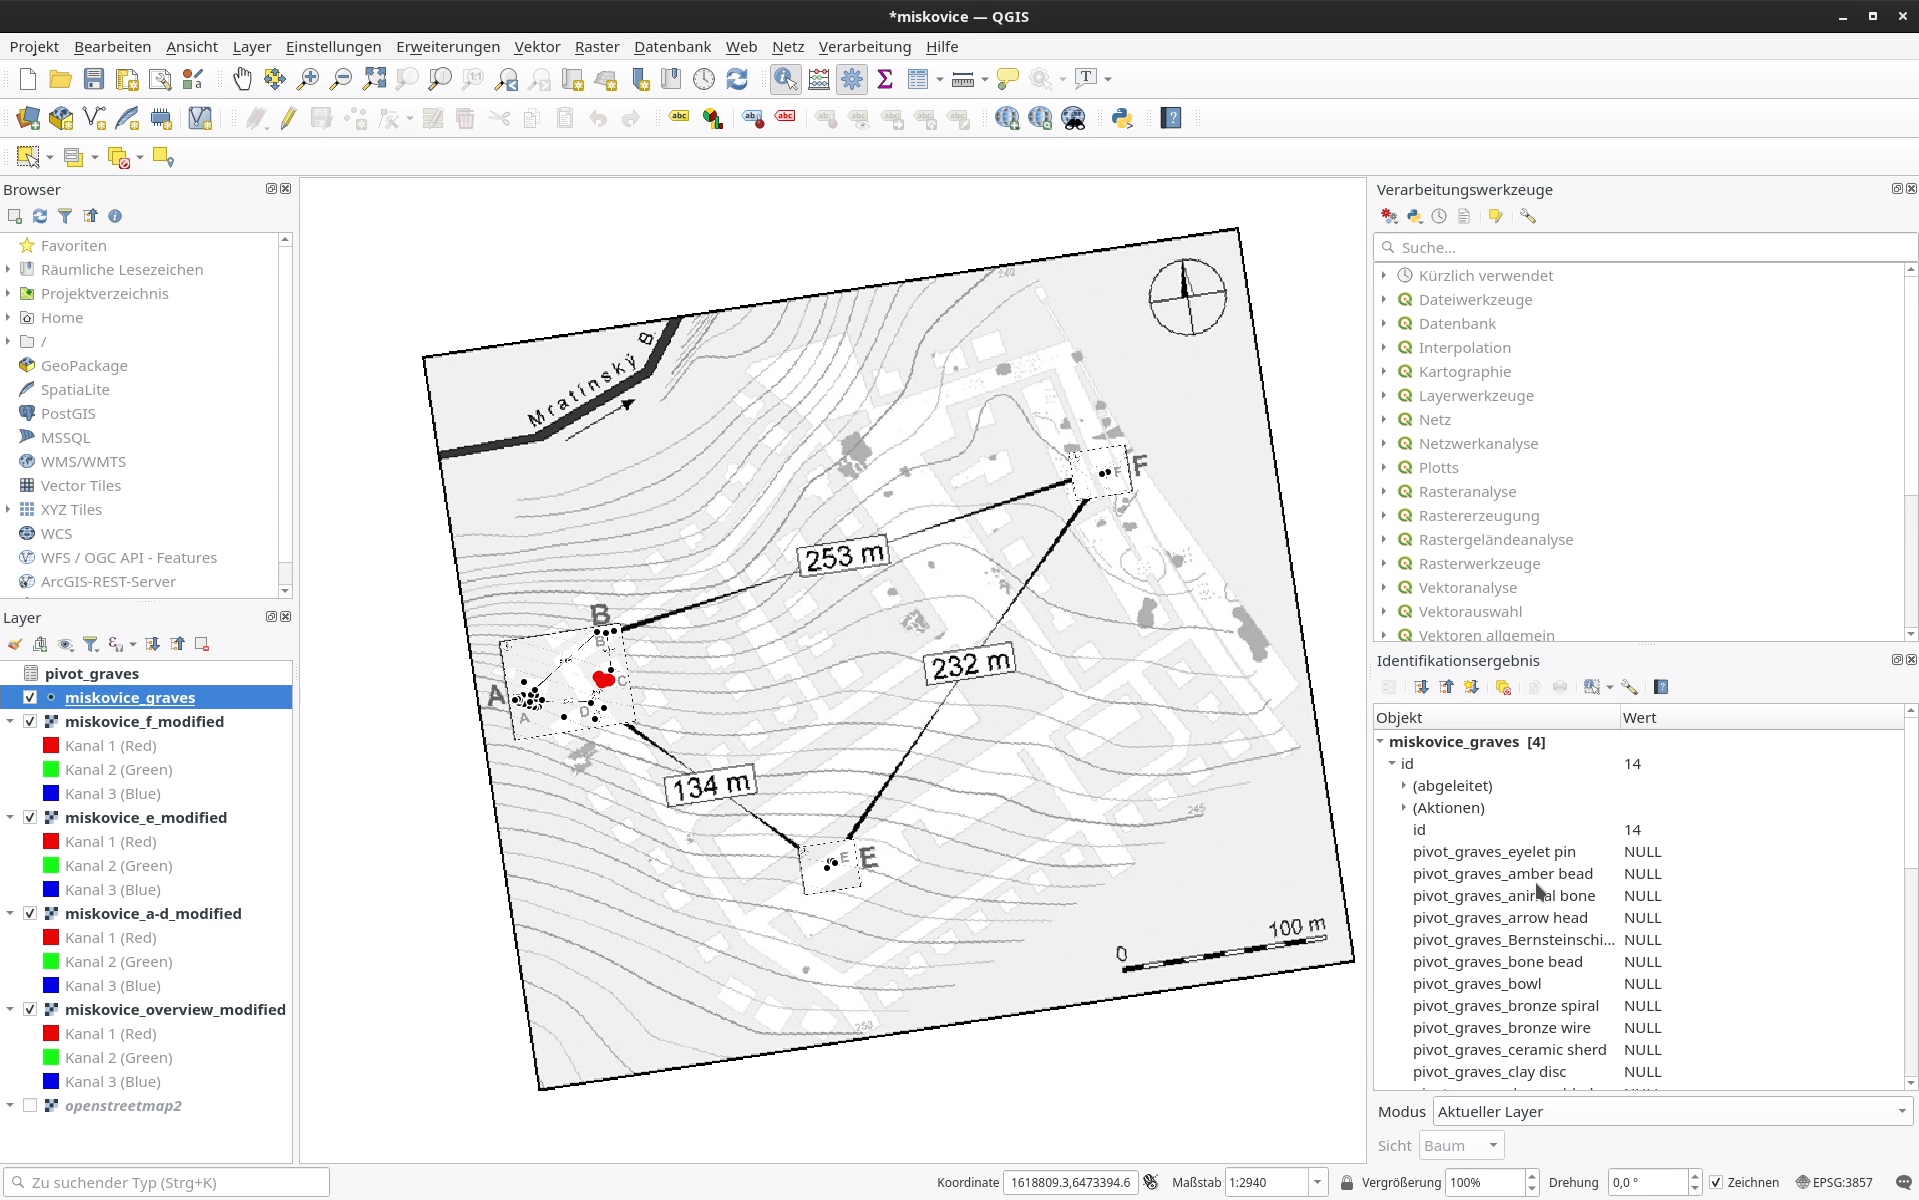 *miskovice — QGIS
Projekt Bearbeiten Ansicht Layer Einstellungen Erweiterungen Vektor Raster Datenbank Web Netz Verarbeitung Hilfe
Browser
Favoriten
Räumliche Lesezeichen
Projektverzeichnis
Home
/
GeoPackage
SpatiaLite
PostGIS
MSSQL
WMS/WMTS
Vector Tiles
XYZ Tiles
WCS
WFS / OGC API - Features
ArcGIS-REST-Server
Layer
pivot_graves
miskovice_graves
miskovice_f_modified
Kanal 1 (Red)
Kanal 2 (Green)
Kanal 3 (Blue)
miskovice_e_modified
Kanal 1 (Red)
Kanal 2 (Green)
Kanal 3 (Blue)
miskovice_a-d_modified
Kanal 1 (Red)
Kanal 2 (Green)
Kanal 3 (Blue)
miskovice_overview_modified
Kanal 1 (Red)
Kanal 2 (Green)
Kanal 3 (Blue)
openstreetmap2
Mratinský B.
F
F
253 m
B
B
232 m
C
A
A
D
134 m
245
E
E
100 m
0
250
Verarbeitungswerkzeuge
Suche...
Kürzlich verwendet
Dateiwerkzeuge
Datenbank
Interpolation
Kartographie
Layerwerkzeuge
Netz
Netzwerkanalyse
Plotts
Rasteranalyse
Rastererzeugung
Rastergeländeanalyse
Rasterwerkzeuge
Vektoranalyse
Vektorauswahl
Vektoren allgemein
Identifikationsergebnis
Objekt Wert
miskovice_graves [4]
id 14
(abgeleitet)
(Aktionen)
id 14
pivot_graves_eyelet pin NULL
pivot_graves_amber bead NULL
pivot_graves_animal bone NULL
pivot_graves_arrow head NULL
pivot_graves_Bernsteinschi... NULL
pivot_graves_bone bead NULL
pivot_graves_bowl NULL
pivot_graves_bronze spiral NULL
pivot_graves_bronze wire NULL
pivot_graves_ceramic sherd NULL
pivot_graves_clay disc NULL
Modus Aktueller Layer
Sicht Baum
Zu suchender Typ (Strg+K)
Koordinate 1618809.3,6473394.6 Maßstab 1:2940 Vergrößerung 100% Drehung 0,0 ° Zeichnen EPSG:3857